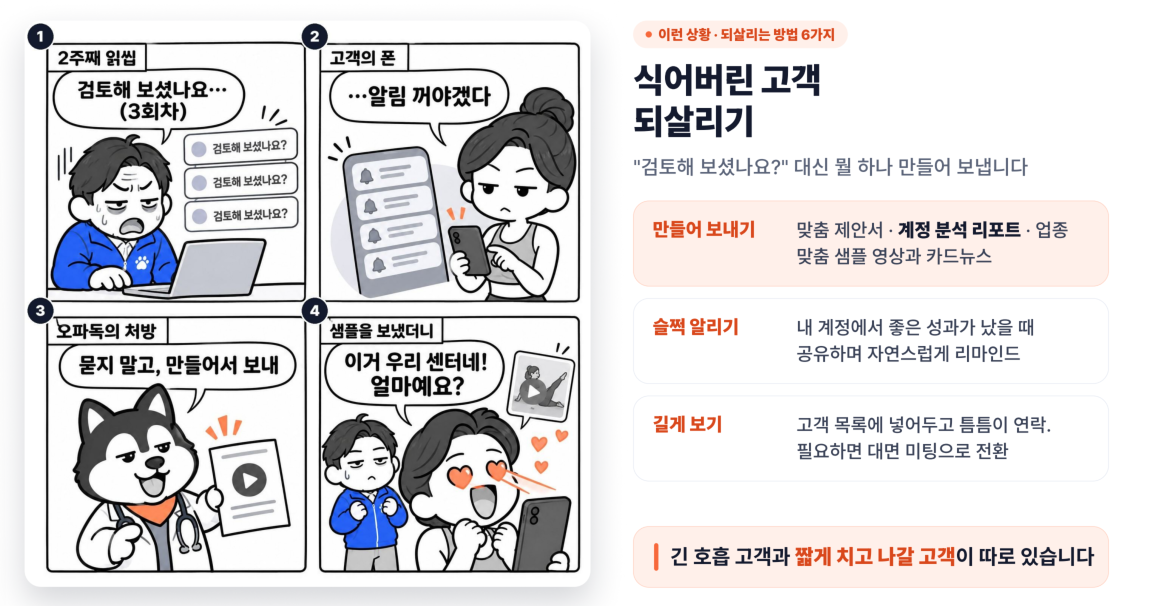 1
2주째 읽씹
검토해 보셨나요…
(3회차)
검토해 보셨나요?
검토해 보셨나요?
검토해 보셨나요?
2
고객의 폰
…알림 꺼야겠다
3
오파독의 처방
묻지 말고, 만들어서 보내
4
샘플을 보냈더니
이거 우리 센터네!
얼마예요?
이런 상황 · 되살리는 방법 6가지
식어버린 고객
되살리기
"검토해 보셨나요?" 대신 뭘 하나 만들어 보냅니다
만들어 보내기
맞춤 제안서 · 계정 분석 리포트 · 업종
맞춤 샘플 영상과 카드뉴스
슬쩍 알리기
내 계정에서 좋은 성과가 났을 때
공유하며 자연스럽게 리마인드
길게 보기
고객 목록에 넣어두고 틈틈이 연락.
필요하면 대면 미팅으로 전환
긴 호흡 고객과 짧게 치고 나갈 고객이 따로 있습니다